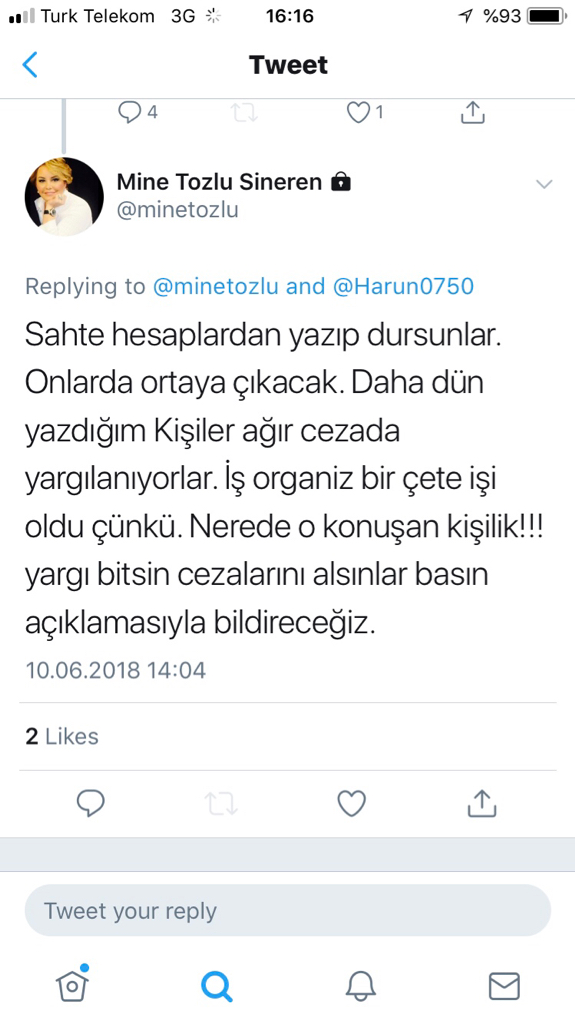 Turk Telekom 3G 16:16 %93
Tweet
4 1
Mine Tozlu Sineren
@minetozlu
Replying to @minetozlu and @Harun0750
Sahte hesaplardan yazıp dursunlar.
Onlarda ortaya çıkacak. Daha dün
yazdığım Kişiler ağır cezada
yargılanıyorlar. İş organiz bir çete işi
oldu çünkü. Nerede o konuşan kişilik!!!
yargı bitsin cezalarını alsınlar basın
açıklamasıyla bildireceğiz.
10.06.2018 14:04
2 Likes
Tweet your reply